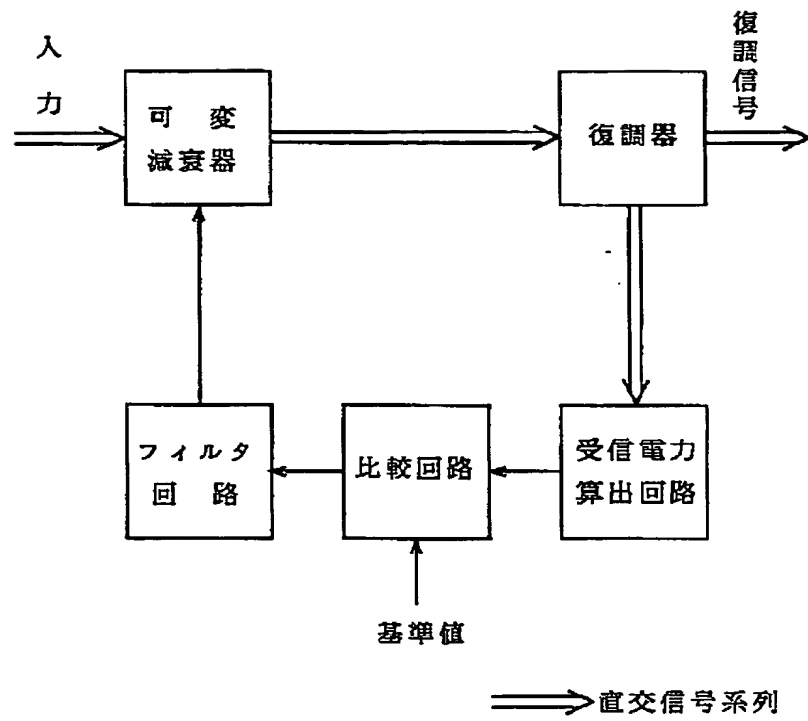 入力
可変
減衰器
復調器
復調信号
フィルタ
回路
比較回路
受信電力
算出回路
基準値
直交信号系列